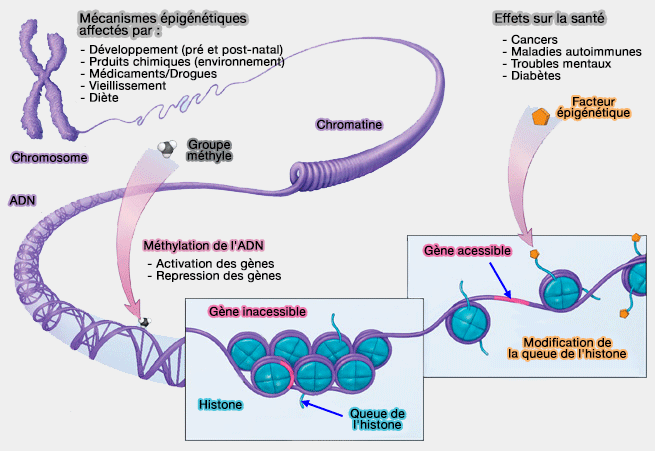 Mécanismes épigénétiques
affectés par :
- Développement (pré et post-natal)
- Prduits chimiques (environnement)
- Médicaments/Drogues
- Vieillissement
- Diète
Effets sur la santé
- Cancers
- Maladies autoimmunes
- Troubles mentaux
- Diabètes
Facteur
épigénétique
Chromatine
Groupe
méthyle
Chromosome
ADN
Méthylation de l'ADN
- Activation des gènes
- Repression des gènes
Gène acessible
Gène inacessible
Modification de
la queue de l'histone
Histone
Queue de
l'histone